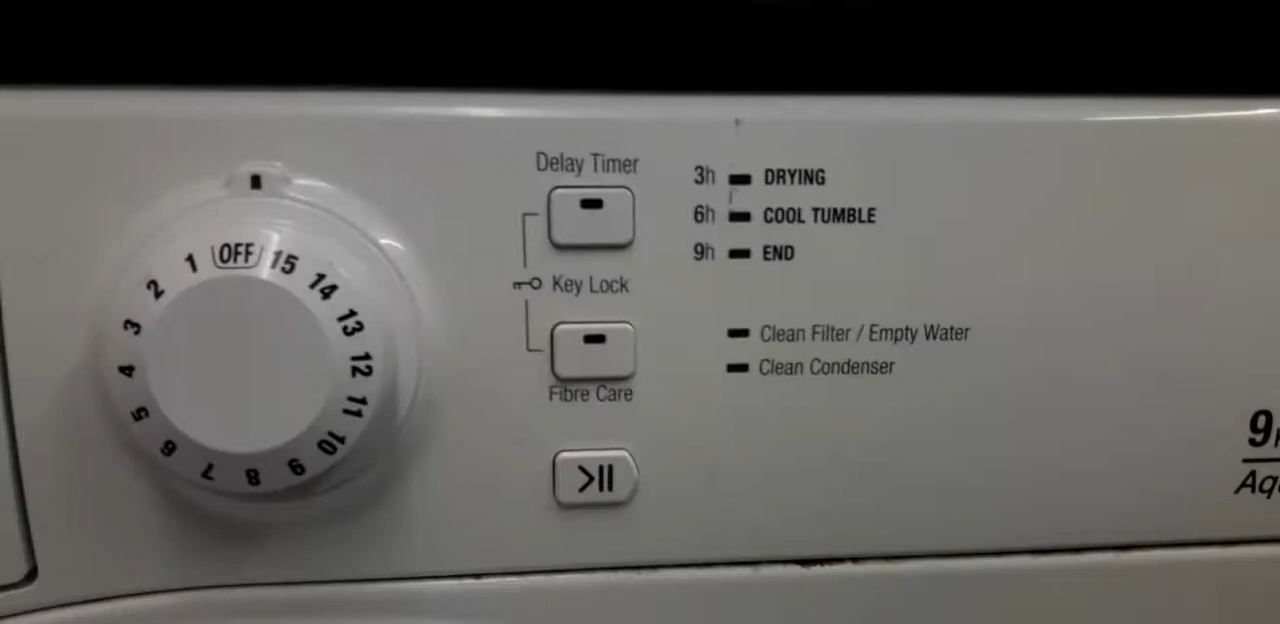 Delay Timer
3h DRYING
6h COOL TUMBLE
9h END
Key Lock
Clean Filter / Empty Water
Clean Condenser
Fibre Care
>II
OFF 15 14 13 12 11 10 9 8 7 6 5 4 3 2 1
9